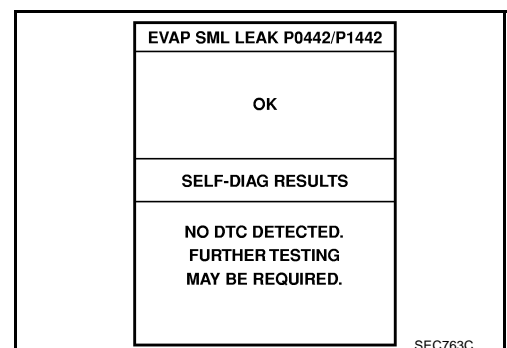 EVAP SML LEAK P0442/P1442
OK
SELF-DIAG RESULTS
NO DTC DETECTED.
FURTHER TESTING
MAY BE REQUIRED.
SEC763C